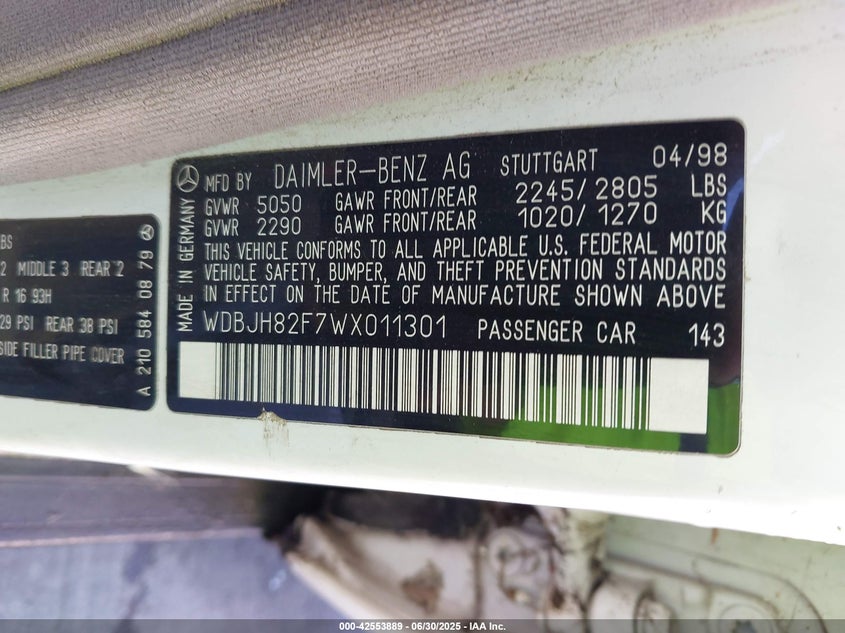 MFD BY DAIMLER-BENZ AG STUTTGART 04/98
GVWR 5050 GAWR FRONT/REAR 2245/2805 LBS
GVWR 2290 GAWR FRONT/REAR 1020/1270 KG
THIS VEHICLE CONFORMS TO ALL APPLICABLE U.S. FEDERAL MOTOR
VEHICLE SAFETY, BUMPER, AND THEFT PREVENTION STANDARDS
IN EFFECT ON THE DATE OF MANUFACTURE SHOWN ABOVE
WDBJH82F7WX011301 PASSENGER CAR 143
MADE IN GERMANY
2 MIDDLE 3 REAR 2
R 16 93H
29 PSI REAR 38 PSI
SIDE FILLER PIPE COVER
A 210 584 08 79
000-42553889 - 06/30/2025 - IAA Inc.